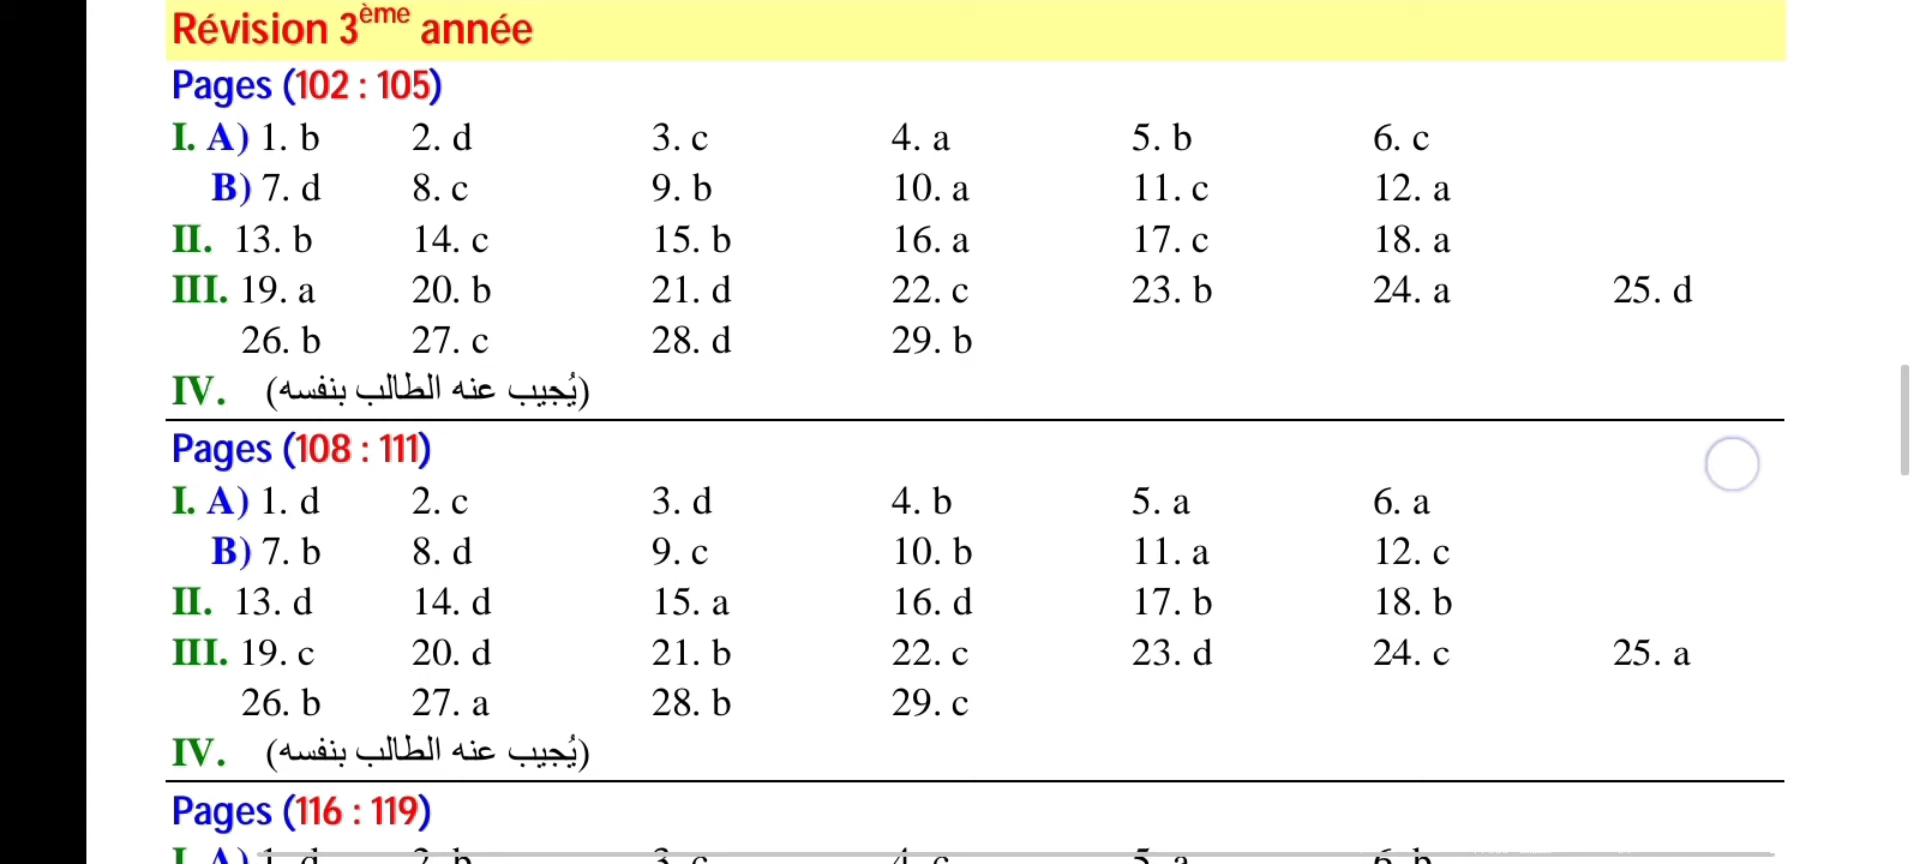 Révision 3ème année
Pages (102 : 105)
I. A) 1. b 2. d 3. c 4. a 5. b 6. c
B) 7. d 8. c 9. b 10. a 11. c 12. a
II. 13. b 14. c 15. b 16. a 17. c 18. a
III. 19. a 20. b 21. d 22. c 23. b 24. a 25. d
26. b 27. c 28. d 29. b
IV. (يُجيب عنه الطالب بنفسه)
Pages (108 : 111)
I. A) 1. d 2. c 3. d 4. b 5. a 6. a
B) 7. b 8. d 9. c 10. b 11. a 12. c
II. 13. d 14. d 15. a 16. d 17. b 18. b
III. 19. c 20. d 21. b 22. c 23. d 24. c 25. a
26. b 27. a 28. b 29. c
IV. (يُجيب عنه الطالب بنفسه)
Pages (116 : 119)